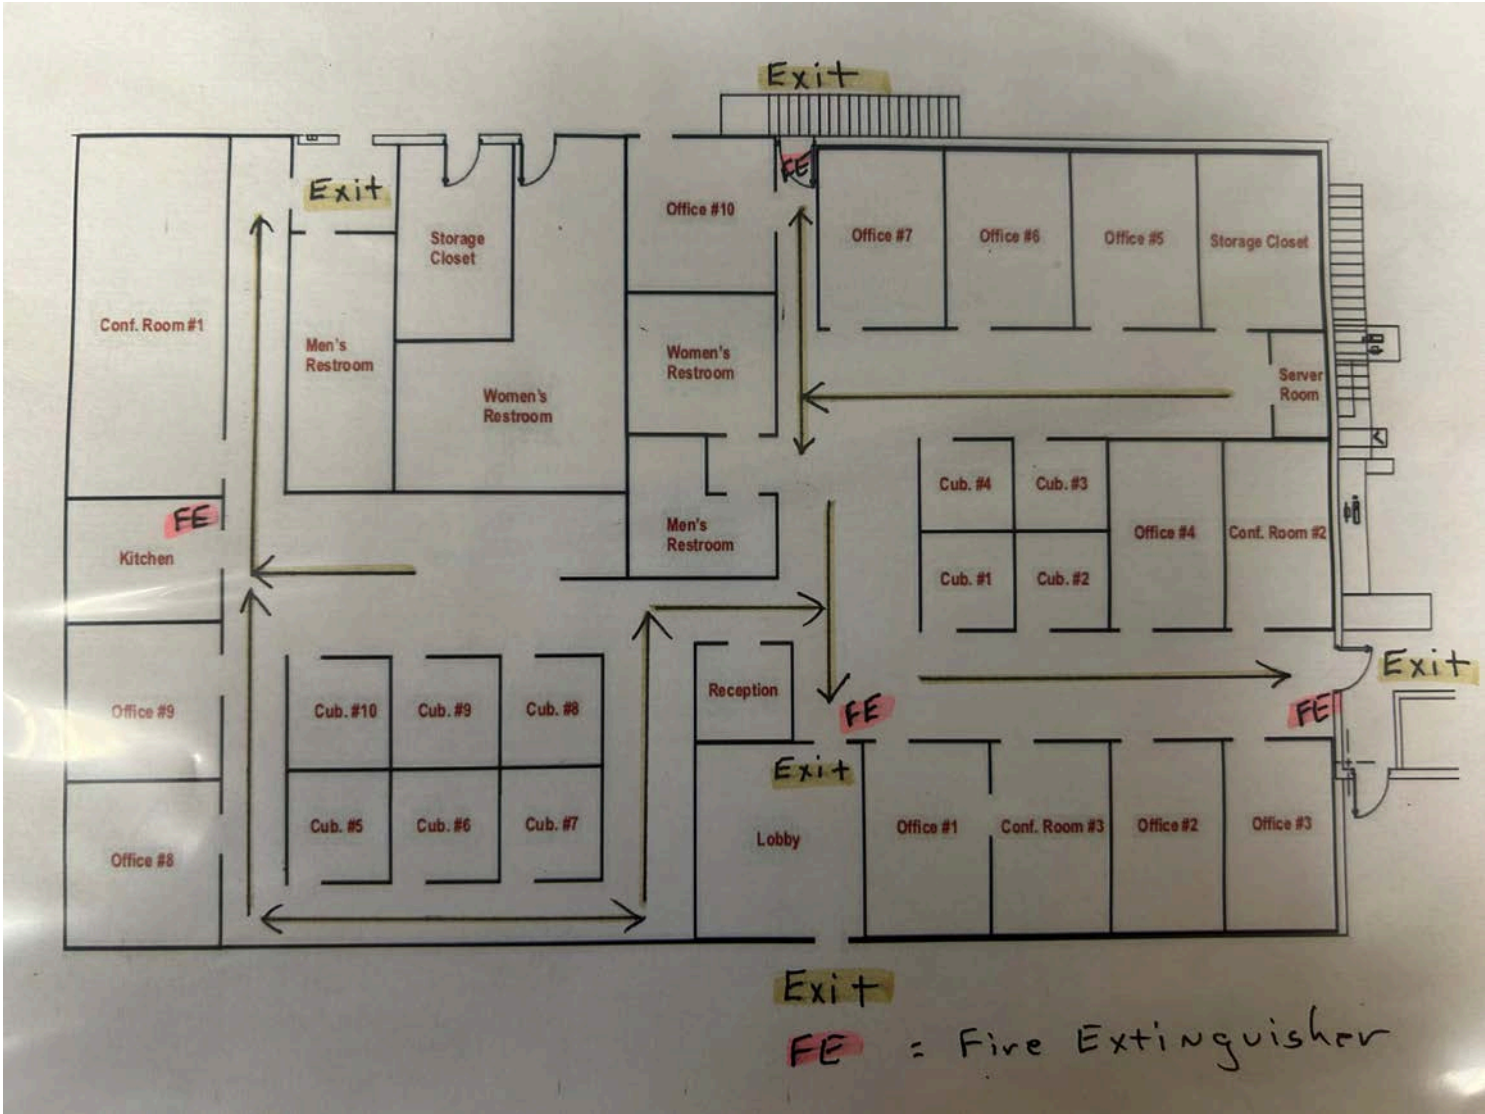 Exit
FE
Exit
Office #10
Storage
Closet
Office #7
Office #6
Office #5
Storage Closet
Conf. Room #1
Men's
Restroom
Women's
Restroom
Women's
Restroom
Server
Room
Cub. #4
Cub. #3
FE
Kitchen
Men's
Restroom
Office #4
Conf. Room #2
Cub. #1
Cub. #2
Exit
Reception
FE
FE
Office #9
Cub. #10
Cub. #9
Cub. #8
Exit
Office #8
Cub. #5
Cub. #6
Cub. #7
Lobby
Office #1
Conf. Room #3
Office #2
Office #3
Exit
FE = Fire Extinguisher